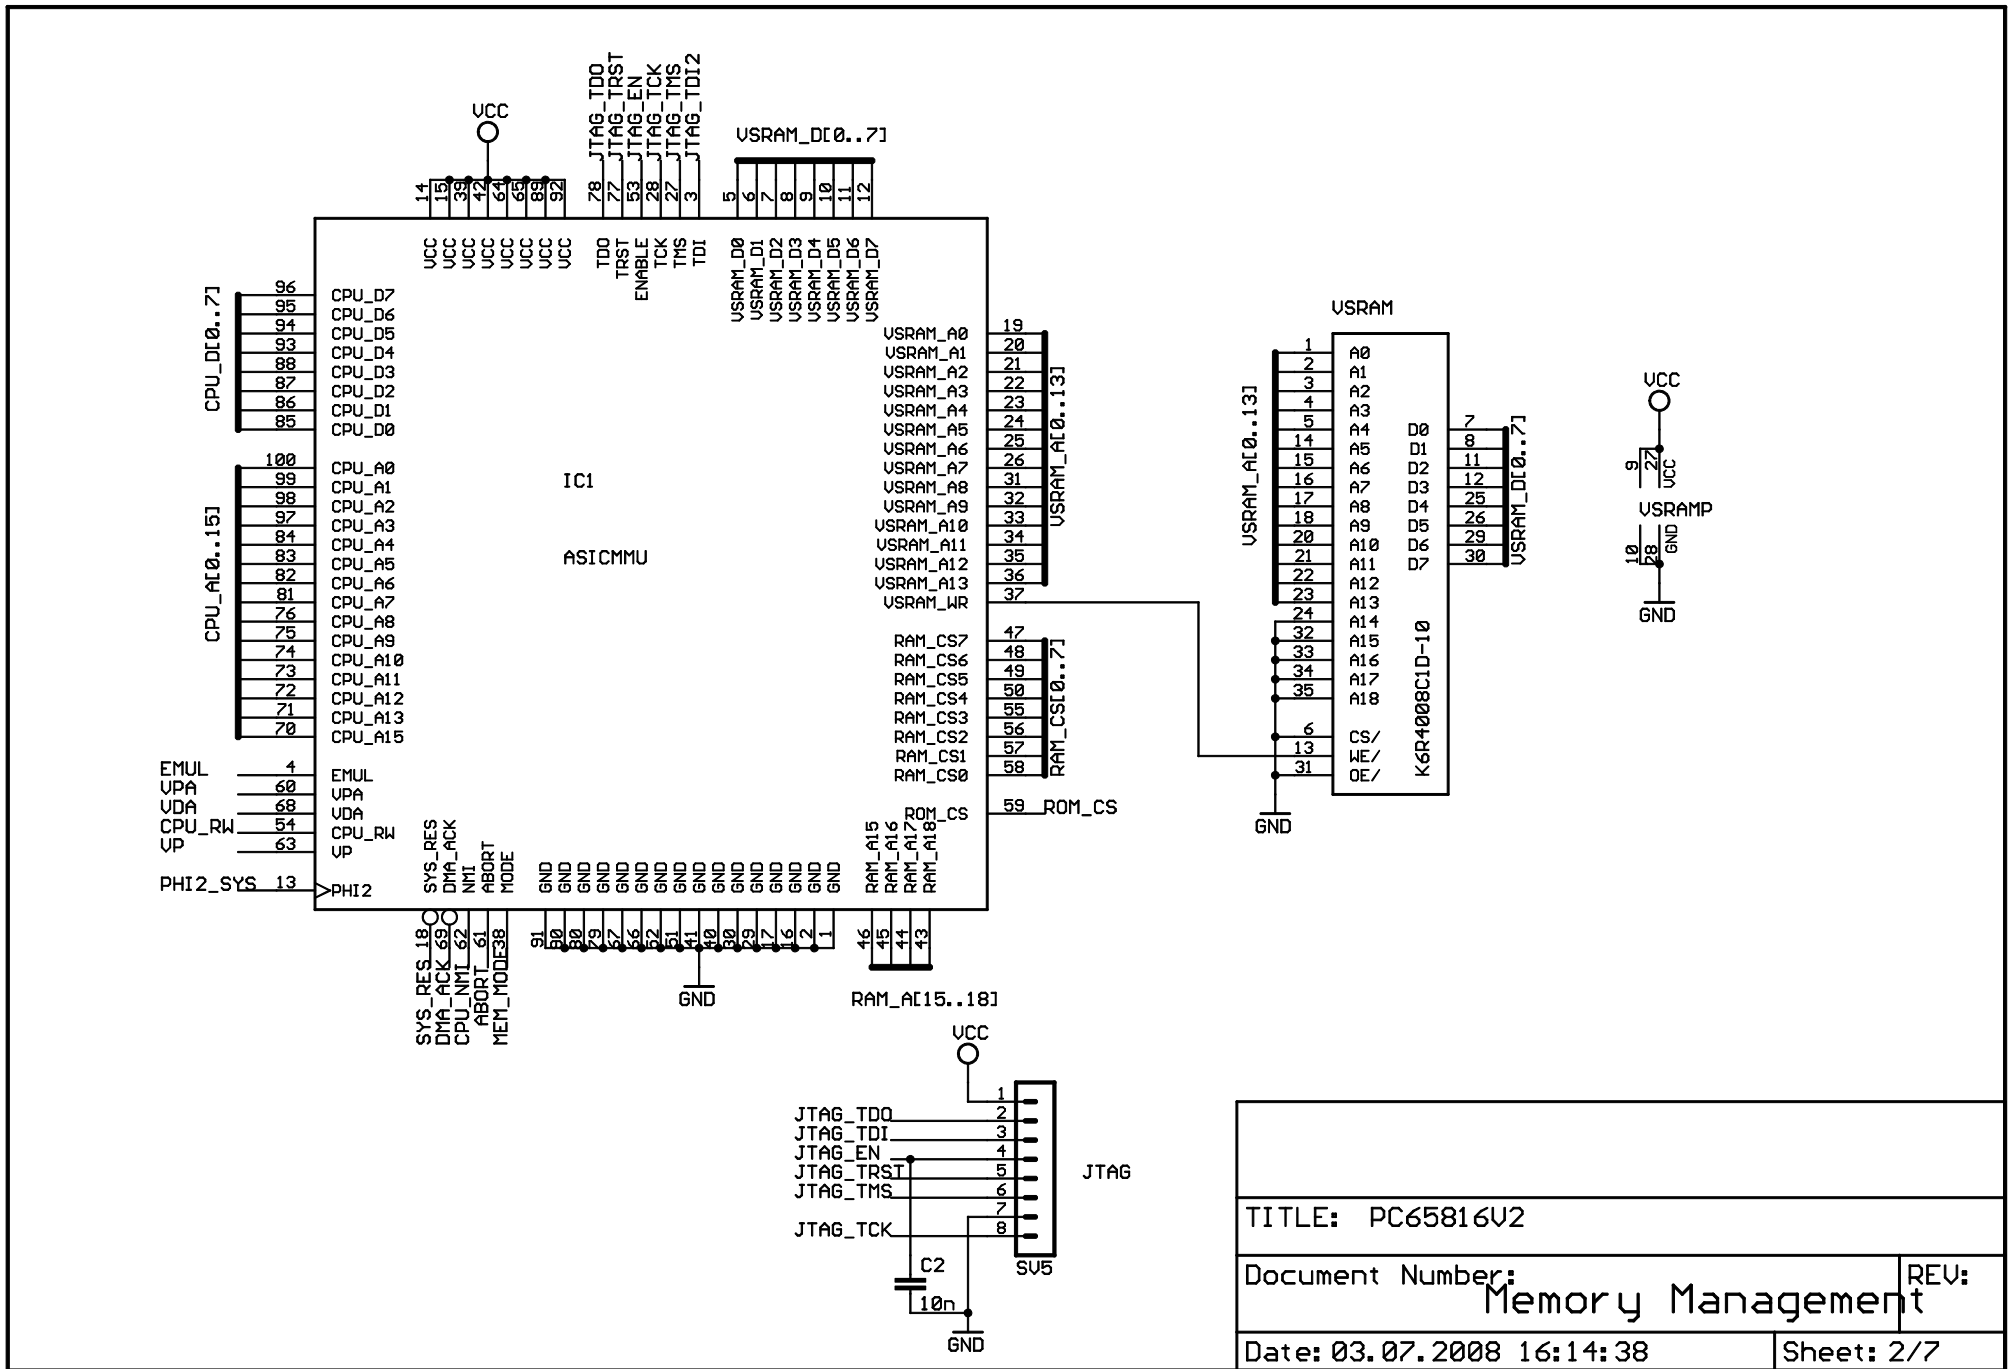 VCC
JTAG_TDO
JTAG_TRST
JTAG_EN
JTAG_TCK
JTAG_TMS
JTAG_TDI2
VSRAM_D[0..7]
14 15 39 42 64 65 89 92
78 77 53 28 27 3
5 6 7 8 9 10 11 12
VCC VCC VCC VCC VCC VCC VCC VCC
TDO TRST ENABLE TCK TMS TDI
VSRAM_D0 VSRAM_D1 VSRAM_D2 VSRAM_D3 VSRAM_D4 VSRAM_D5 VSRAM_D6 VSRAM_D7
CPU_D[0..7]
96 CPU_D7
95 CPU_D6
94 CPU_D5
93 CPU_D4
88 CPU_D3
87 CPU_D2
86 CPU_D1
85 CPU_D0
CPU_A[0..15]
100 CPU_A0
99 CPU_A1
98 CPU_A2
97 CPU_A3
84 CPU_A4
83 CPU_A5
82 CPU_A6
81 CPU_A7
76 CPU_A8
75 CPU_A9
74 CPU_A10
73 CPU_A11
72 CPU_A12
71 CPU_A13
70 CPU_A15
EMUL 4 EMUL
VPA 60 VPA
VDA 68 VDA
CPU_RW 54 CPU_RW
VP 63 VP
PHI2_SYS 13 PHI2
IC1
ASICMMU
VSRAM_A0 19
VSRAM_A1 20
VSRAM_A2 21
VSRAM_A3 22
VSRAM_A4 23
VSRAM_A5 24
VSRAM_A6 25
VSRAM_A7 26
VSRAM_A8 31
VSRAM_A9 32
VSRAM_A10 33
VSRAM_A11 34
VSRAM_A12 35
VSRAM_A13 36
VSRAM_WR 37
VSRAM_A[0..13]
RAM_CS7 47
RAM_CS6 48
RAM_CS5 49
RAM_CS4 50
RAM_CS3 55
RAM_CS2 56
RAM_CS1 57
RAM_CS0 58
RAM_CS[0..7]
ROM_CS 59 ROM_CS
SYS_RES DMA_ACK NMI ABORT MODE
GND GND GND GND GND GND GND GND GND GND GND GND GND GND GND GND
RAM_A15 RAM_A16 RAM_A17 RAM_A18
18 69 62 61 38
91 90 80 79 67 66 52 51 41 40 30 29 17 16 2 1
46 45 44 43
SYS_RES
DMA_ACK
CPU_NMI
ABORT
MEM_MODE
GND
RAM_A[15..18]
VSRAM
VSRAM_A[0..13]
1 A0
2 A1
3 A2
4 A3
5 A4
14 A5
15 A6
16 A7
17 A8
18 A9
20 A10
21 A11
22 A12
23 A13
24 A14
32 A15
33 A16
34 A17
35 A18
6 CS/
13 WE/
31 OE/
D0 7
D1 8
D2 11
D3 12
D4 25
D5 26
D6 29
D7 30
VSRAM_D[0..7]
K6R4008C1D-10
GND
VCC
9 27 VCC
VSRAMP
10 28 GND
GND
VCC
1
JTAG_TDO 2
JTAG_TDI 3
JTAG_EN 4
JTAG_TRST 5
JTAG_TMS 6
7
JTAG_TCK 8
JTAG
SV5
C2
10n
GND
TITLE: PC65816V2
Document Number: REV:
Memory Management
Date: 03.07.2008 16:14:38 Sheet: 2/7